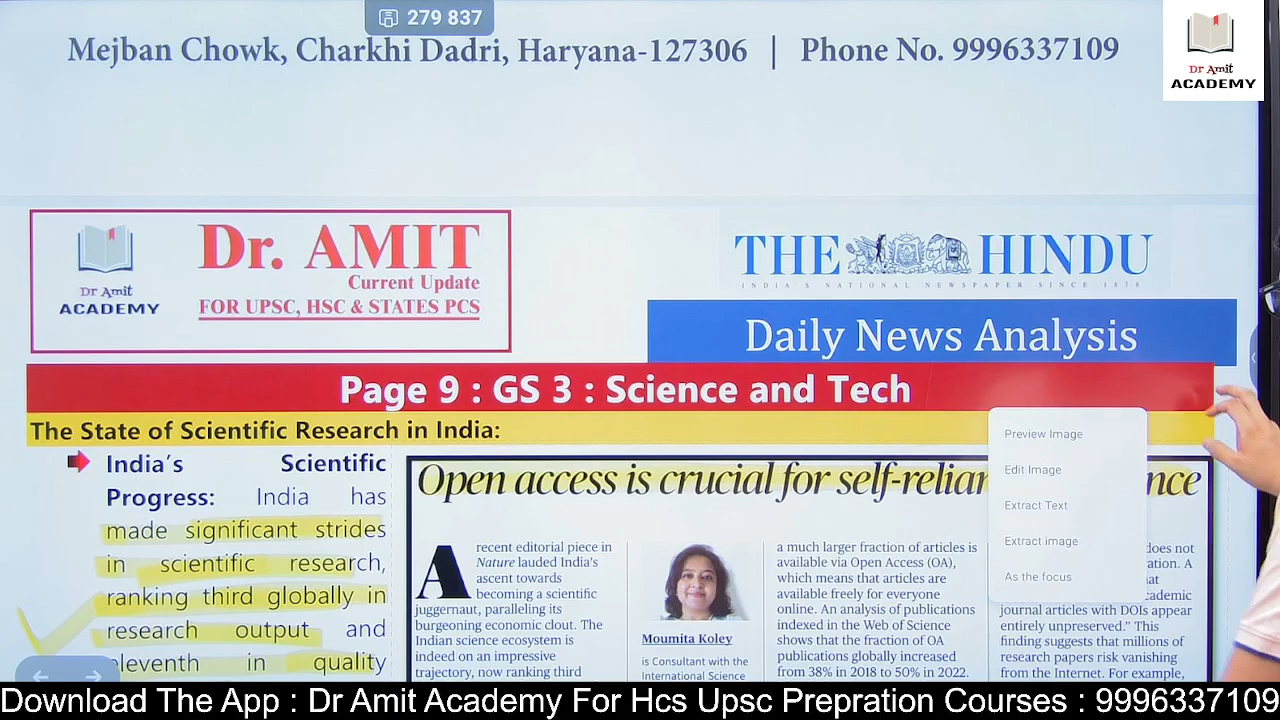 279 837
Mejban Chowk, Charkhi Dadri, Haryana-127306 | Phone No. 9996337109
Dr Amit
ACADEMY
Dr. AMIT
Current Update
FOR UPSC, HSC & STATES PCS
Dr Amit
ACADEMY
THE HINDU
INDIA'S NATIONAL NEWSPAPER SINCE 1878
Daily News Analysis
Page 9 : GS 3 : Science and Tech
The State of Scientific Research in India:
India's Scientific
Progress: India has
made significant strides
in scientific research,
ranking third globally in
research output and
eleventh in quality
Open access is crucial for
A recent editorial piece in
Nature lauded India's
ascent towards
becoming a scientific
juggernaut, paralleling its
burgeoning economic clout. The
Indian science ecosystem is
indeed on an impressive
trajectory, now ranking third
Moumita Koley
is Consultant with the
International Science
a much larger fraction of articles is
available via Open Access (OA),
which means that articles are
available freely for everyone
online. An analysis of publications
indexed in the Web of Science
shows that the fraction of OA
publications globally increased
from 38% in 2018 to 50% in 2022.
Preview Image
Edit Image
Extract Text
Extract image
As the focus
does not
journal articles with DOIs appear
entirely unpreserved." This
finding suggests that millions of
research papers risk vanishing
from the Internet. For example,
Download The App : Dr Amit Academy For Hcs Upsc Prepration Courses : 9996337109